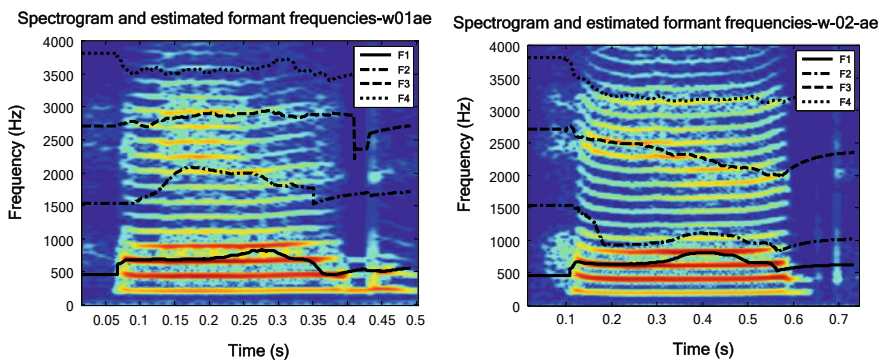 Spectrogram and estimated formant frequencies-w01ae
4000
3500
3000
2500
2000
1500
1000
500
0
Frequency (Hz)
F1
F2
F3
F4
0.05 0.1 0.15 0.2 0.25 0.3 0.35 0.4 0.45 0.5
Time (s)
Spectrogram and estimated formant frequencies-w-02-ae
4000
3500
3000
2500
2000
1500
1000
500
0
Frequency (Hz)
F1
F2
F3
F4
0.1 0.2 0.3 0.4 0.5 0.6 0.7
Time (s)